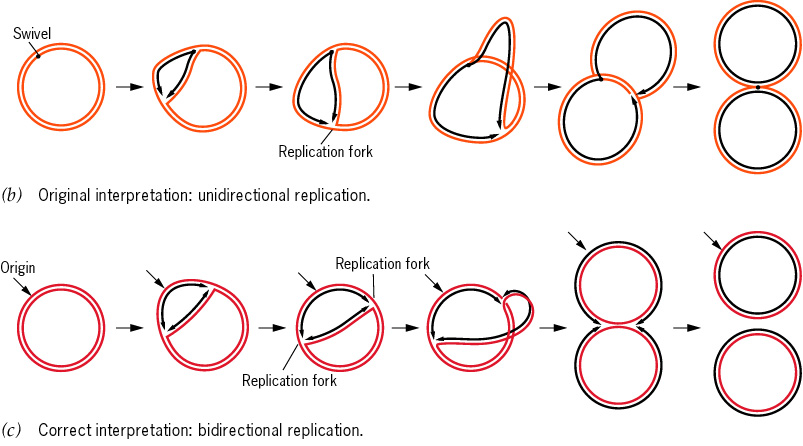 Swivel
Replication fork
(b) Original interpretation: unidirectional replication.
Origin
Replication fork
Replication fork
(c) Correct interpretation: bidirectional replication.